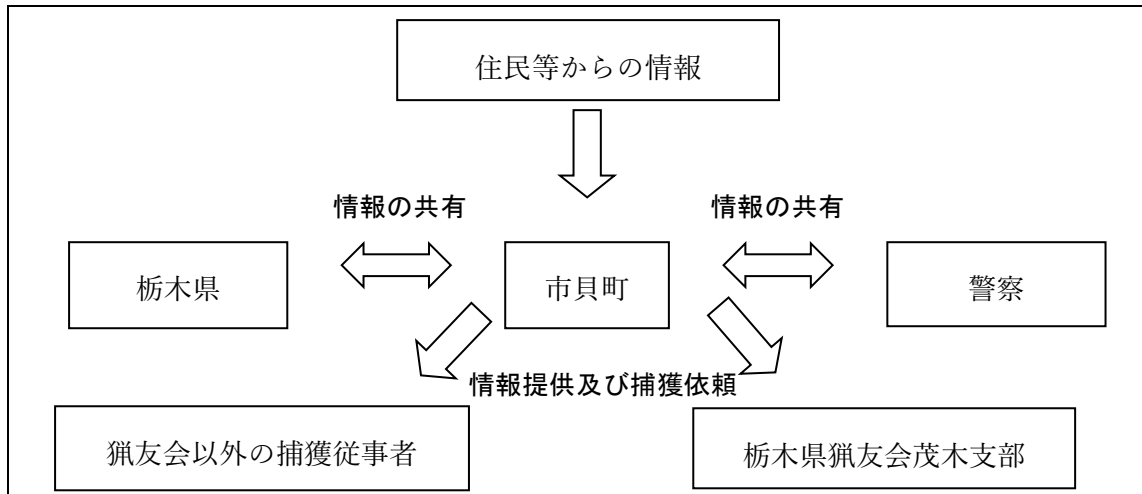 住民等からの情報
情報の共有
情報の共有
栃木県
市貝町
警察
情報提供及び捕獲依頼
猟友会以外の捕獲従事者
栃木県猟友会茂木支部